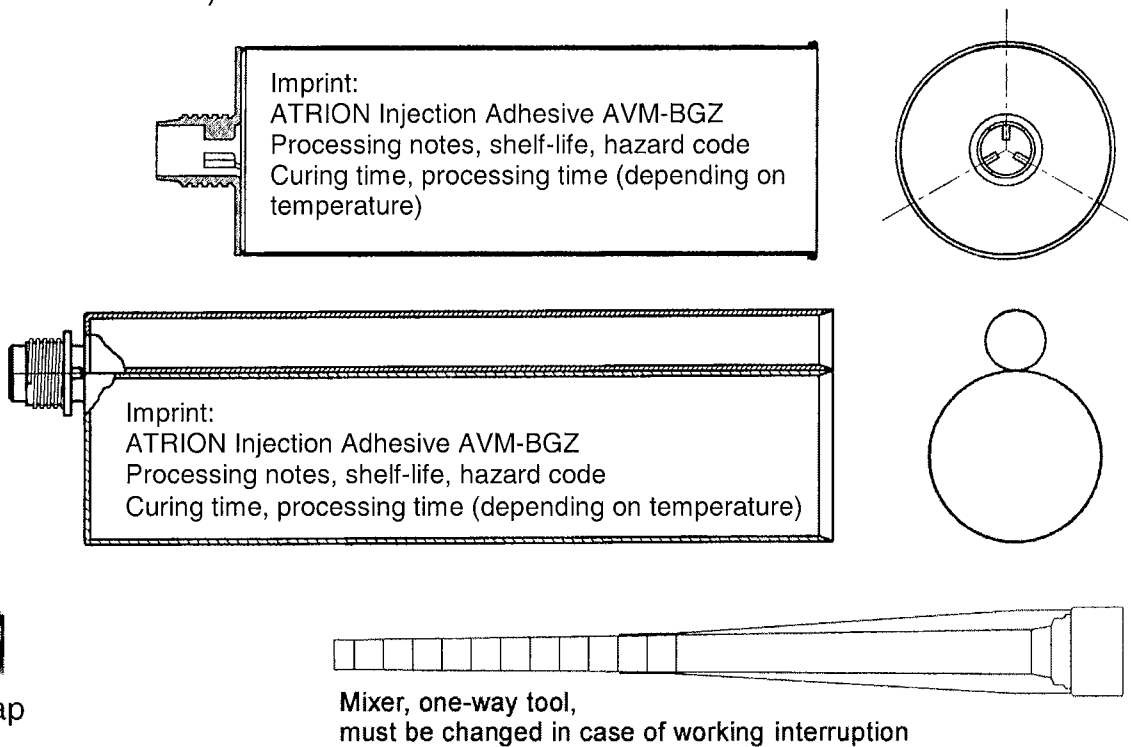 Imprint:
ATRION Injection Adhesive AVM-BGZ
Processing notes, shelf-life, hazard code
Curing time, processing time (depending on
temperature)
Imprint:
ATRION Injection Adhesive AVM-BGZ
Processing notes, shelf-life, hazard code
Curing time, processing time (depending on temperature)
ap
Mixer, one-way tool,
must be changed in case of working interruption